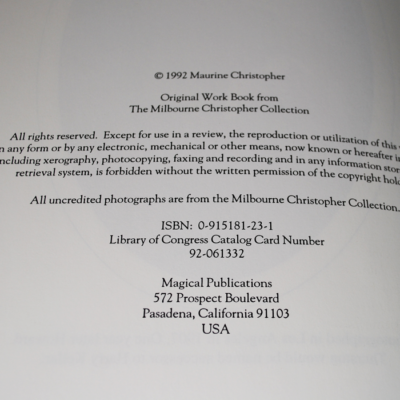 © 1992 Maurine Christopher
Original Work Book from
The Milbourne Christopher Collection
All rights reserved. Except for use in a review, the reproduction or utilization of this
in any form or by any electronic, mechanical or other means, now known or hereafter
including xerography, photocopying, faxing and recording and in any information
retrieval system, is forbidden without the written permission of the copyright
All uncredited photographs are from the Milbourne Christopher Collection.
ISBN: 0-915181-23-1
Library of Congress Catalog Card Number
92-061332
Magical Publications
572 Prospect Boulevard
Pasadena, California 91103
USA